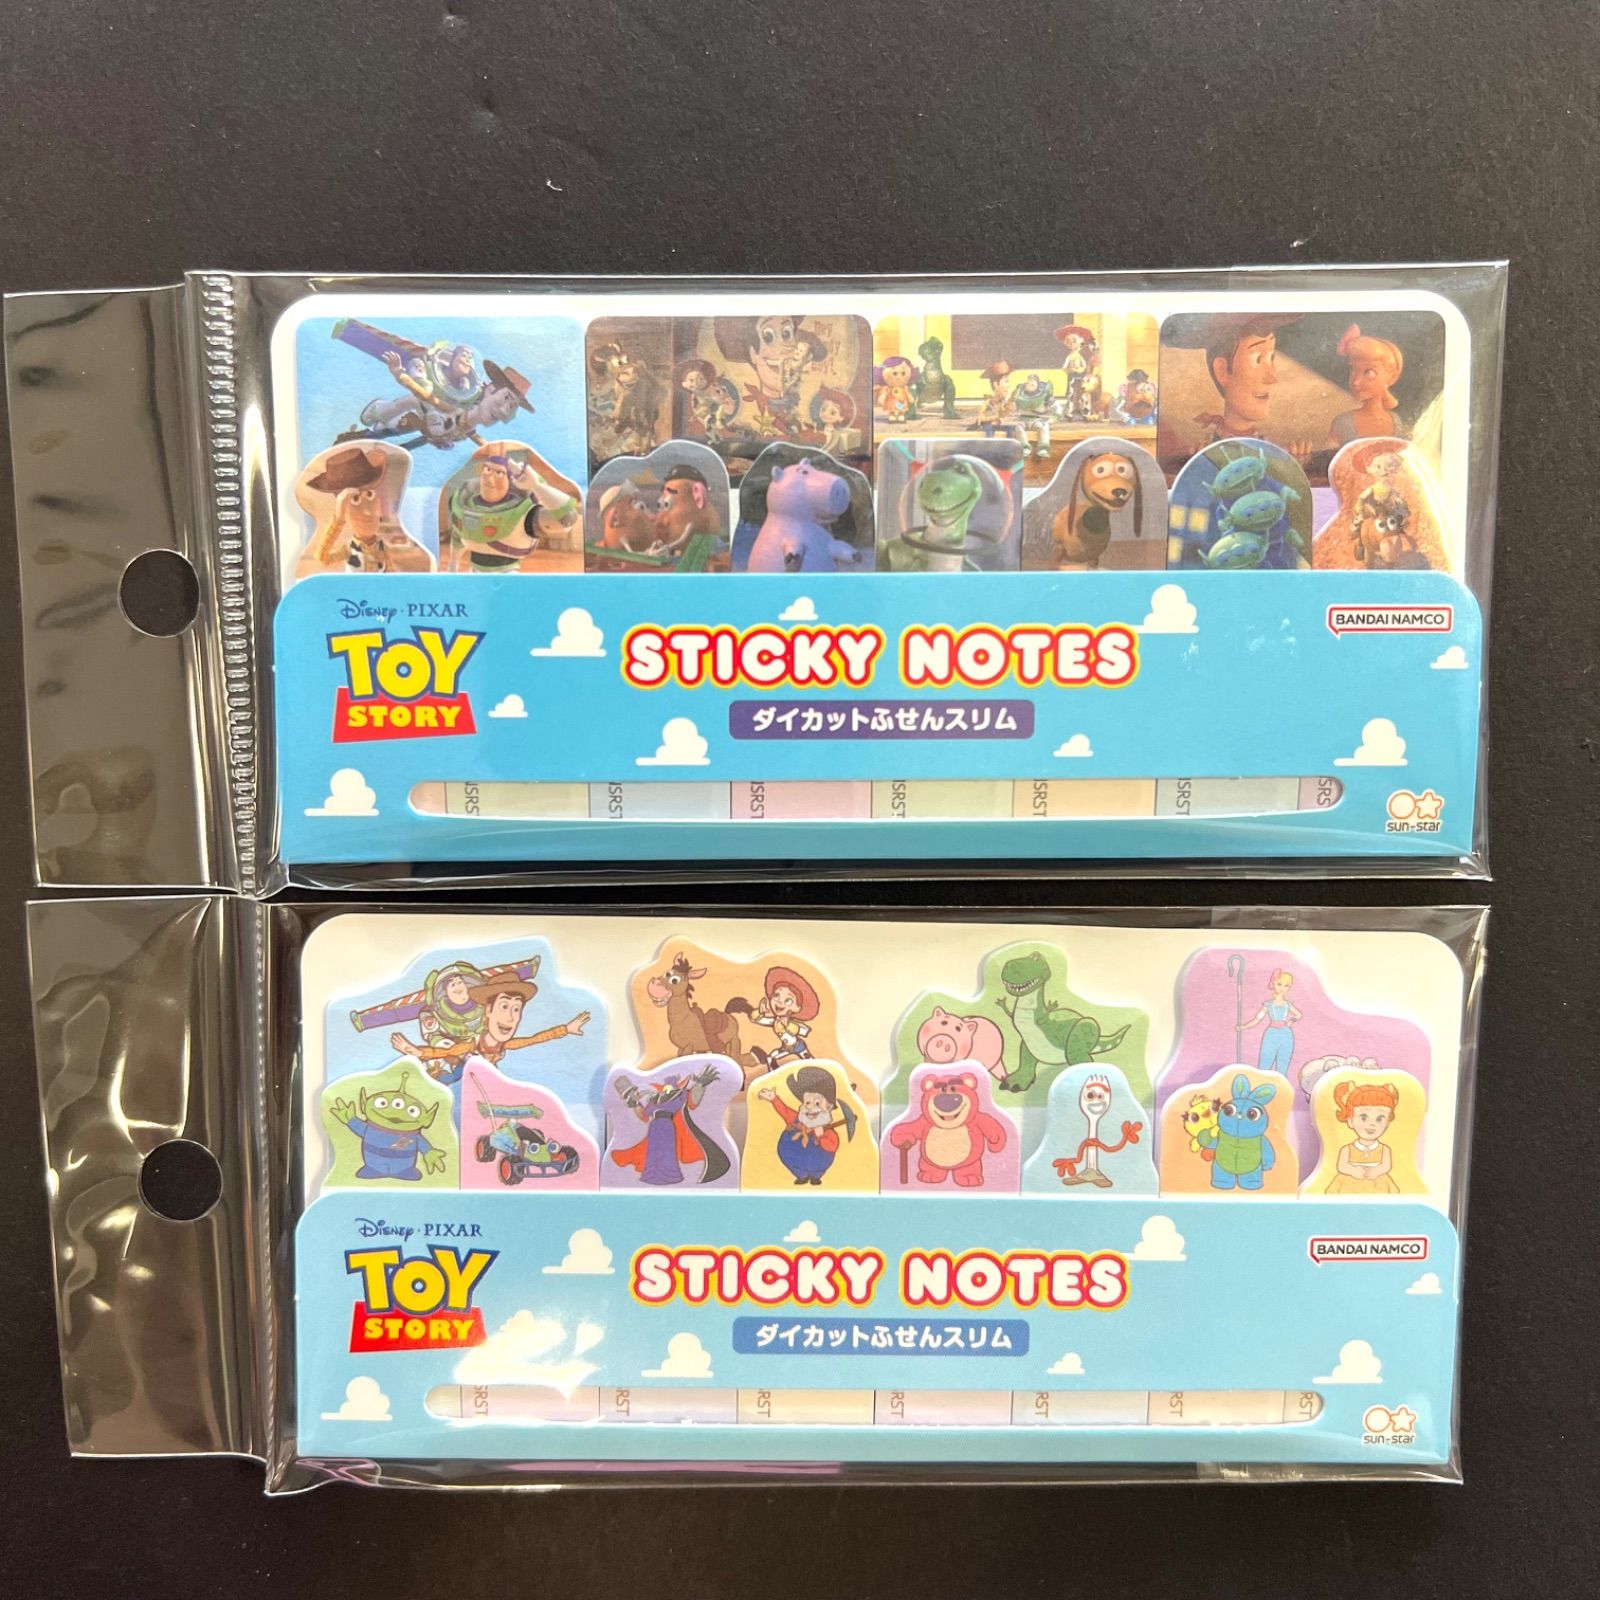 Disney · PIXAR
TOY
STORY
STICKY NOTES
ダイカットふせんスリム
BANDAI NAMCO
sun-star
Disney · PIXAR
TOY
STORY
STICKY NOTES
ダイカットふせんスリム
BANDAI NAMCO
sun-star